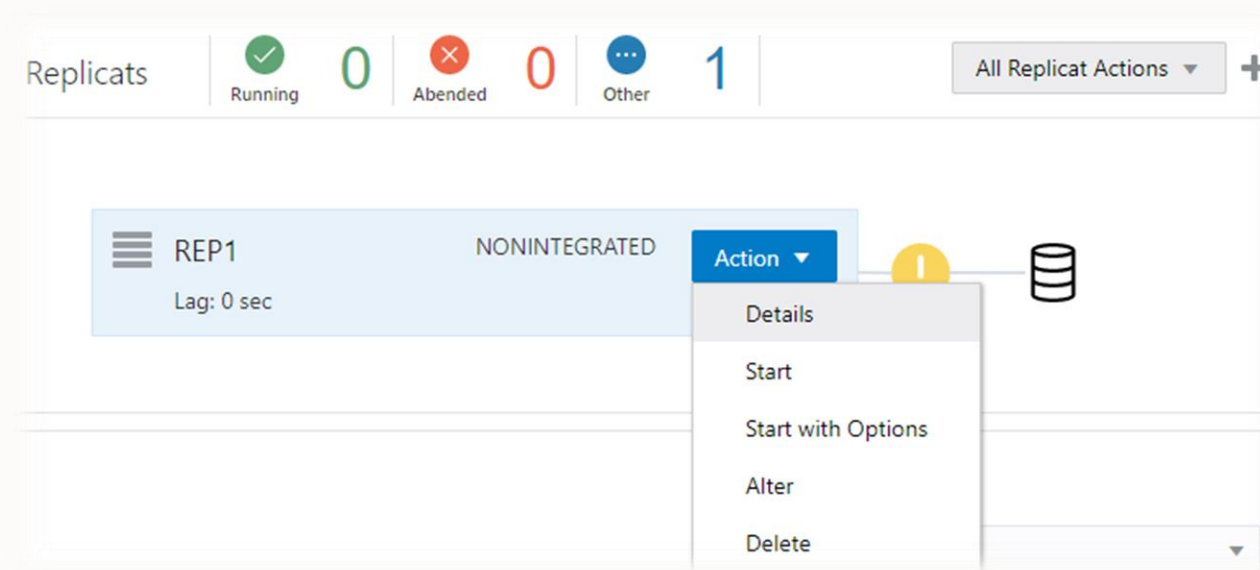 Replicats
Running
0
Abended
0
Other
1
All Replicat Actions
REP1
NONINTEGRATED
Action
Lag: 0 sec
Details
Start
Start with Options
Alter
Delete